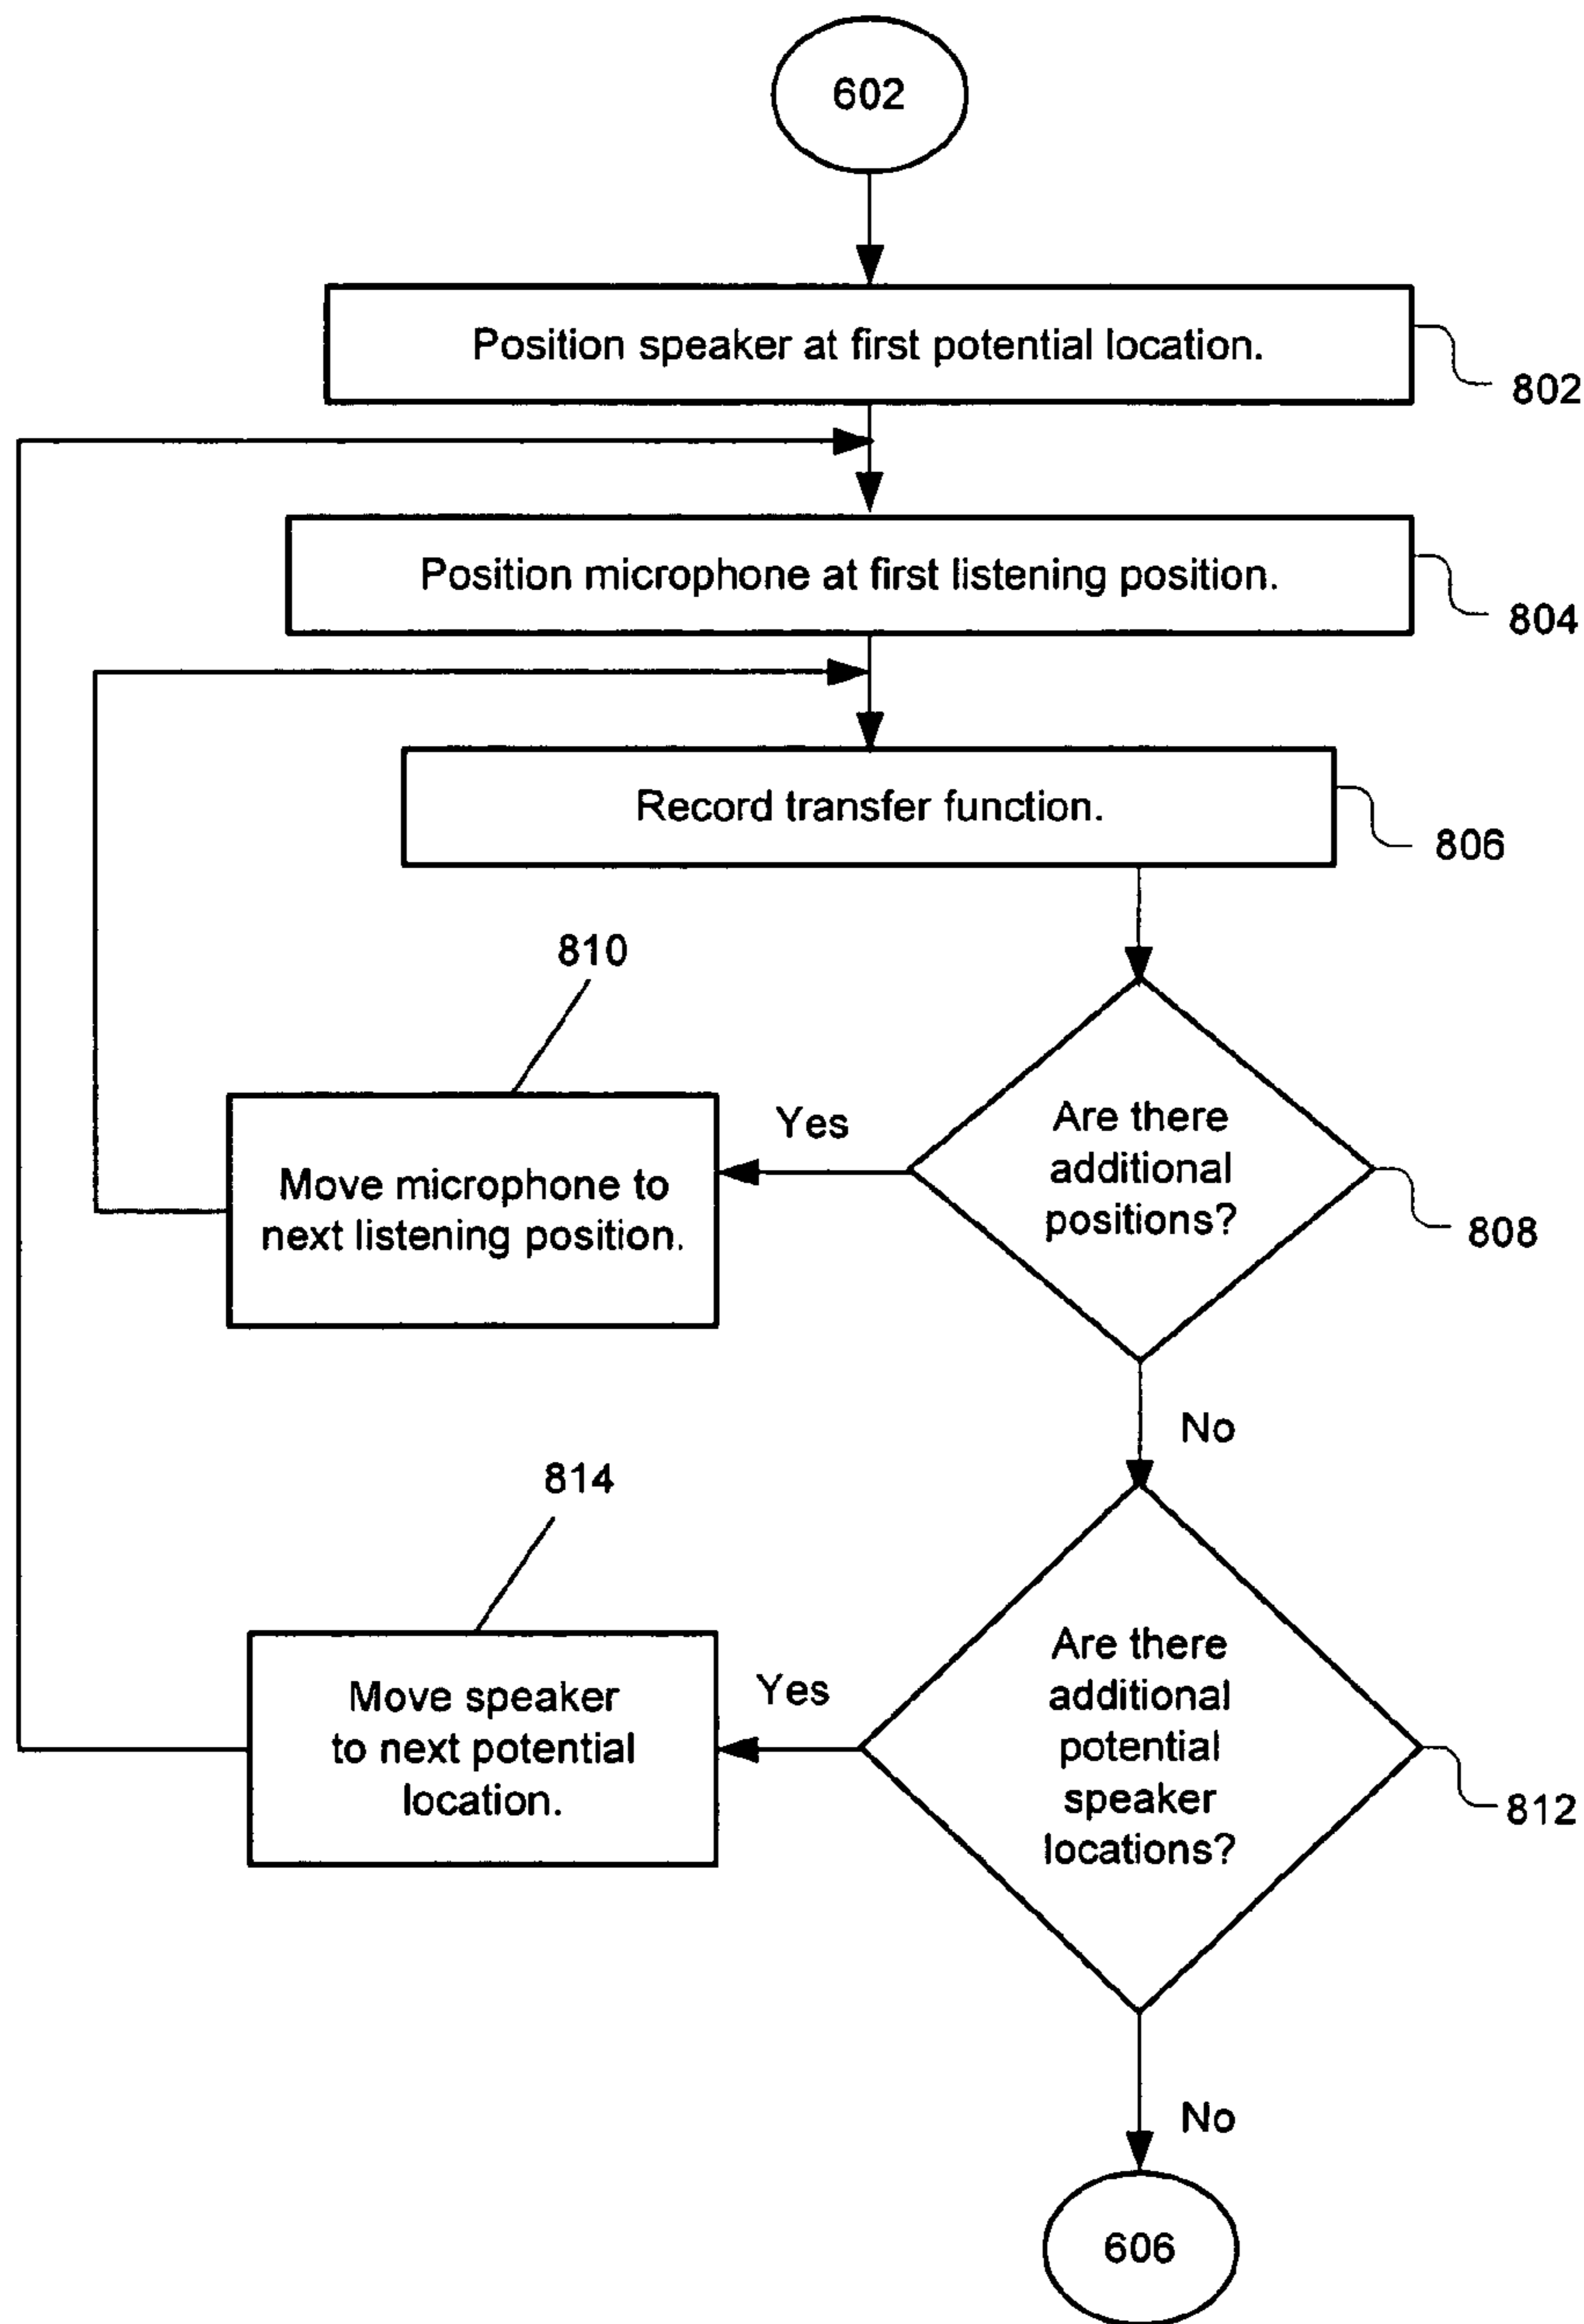 602
Position speaker at first potential location.
802
Position microphone at first listening position.
804
Record transfer function.
806
810
Yes
Are there
additional
positions?
Move microphone to
next listening position.
808
No
814
Yes
Are there
additional
potential
speaker
locations?
Move speaker
to next potential
location.
812
No
606